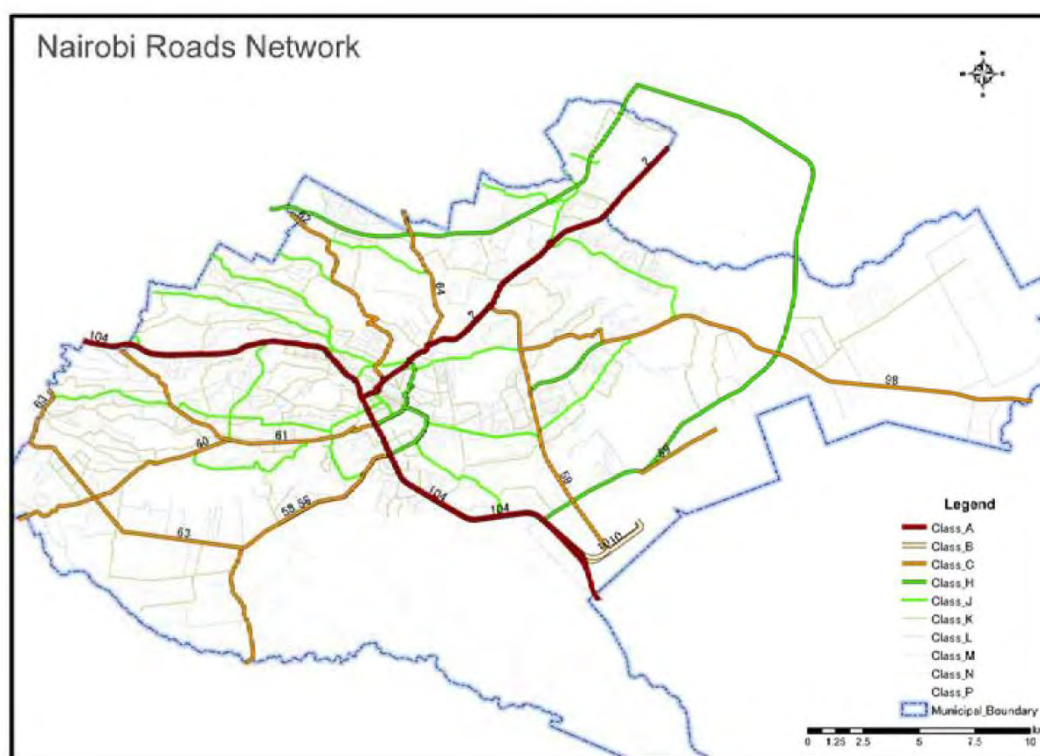 Nairobi Roads Network
N
W E
S
2
62
64
2
104
63
60
61
98
59
58 56
104
104
63
1010
Legend
Class_A
Class_B
Class_C
Class_H
Class_J
Class_K
Class_L
Class_M
Class_N
Class_P
Municipal_Boundary
0 1.25 2.5 5 7.5 10